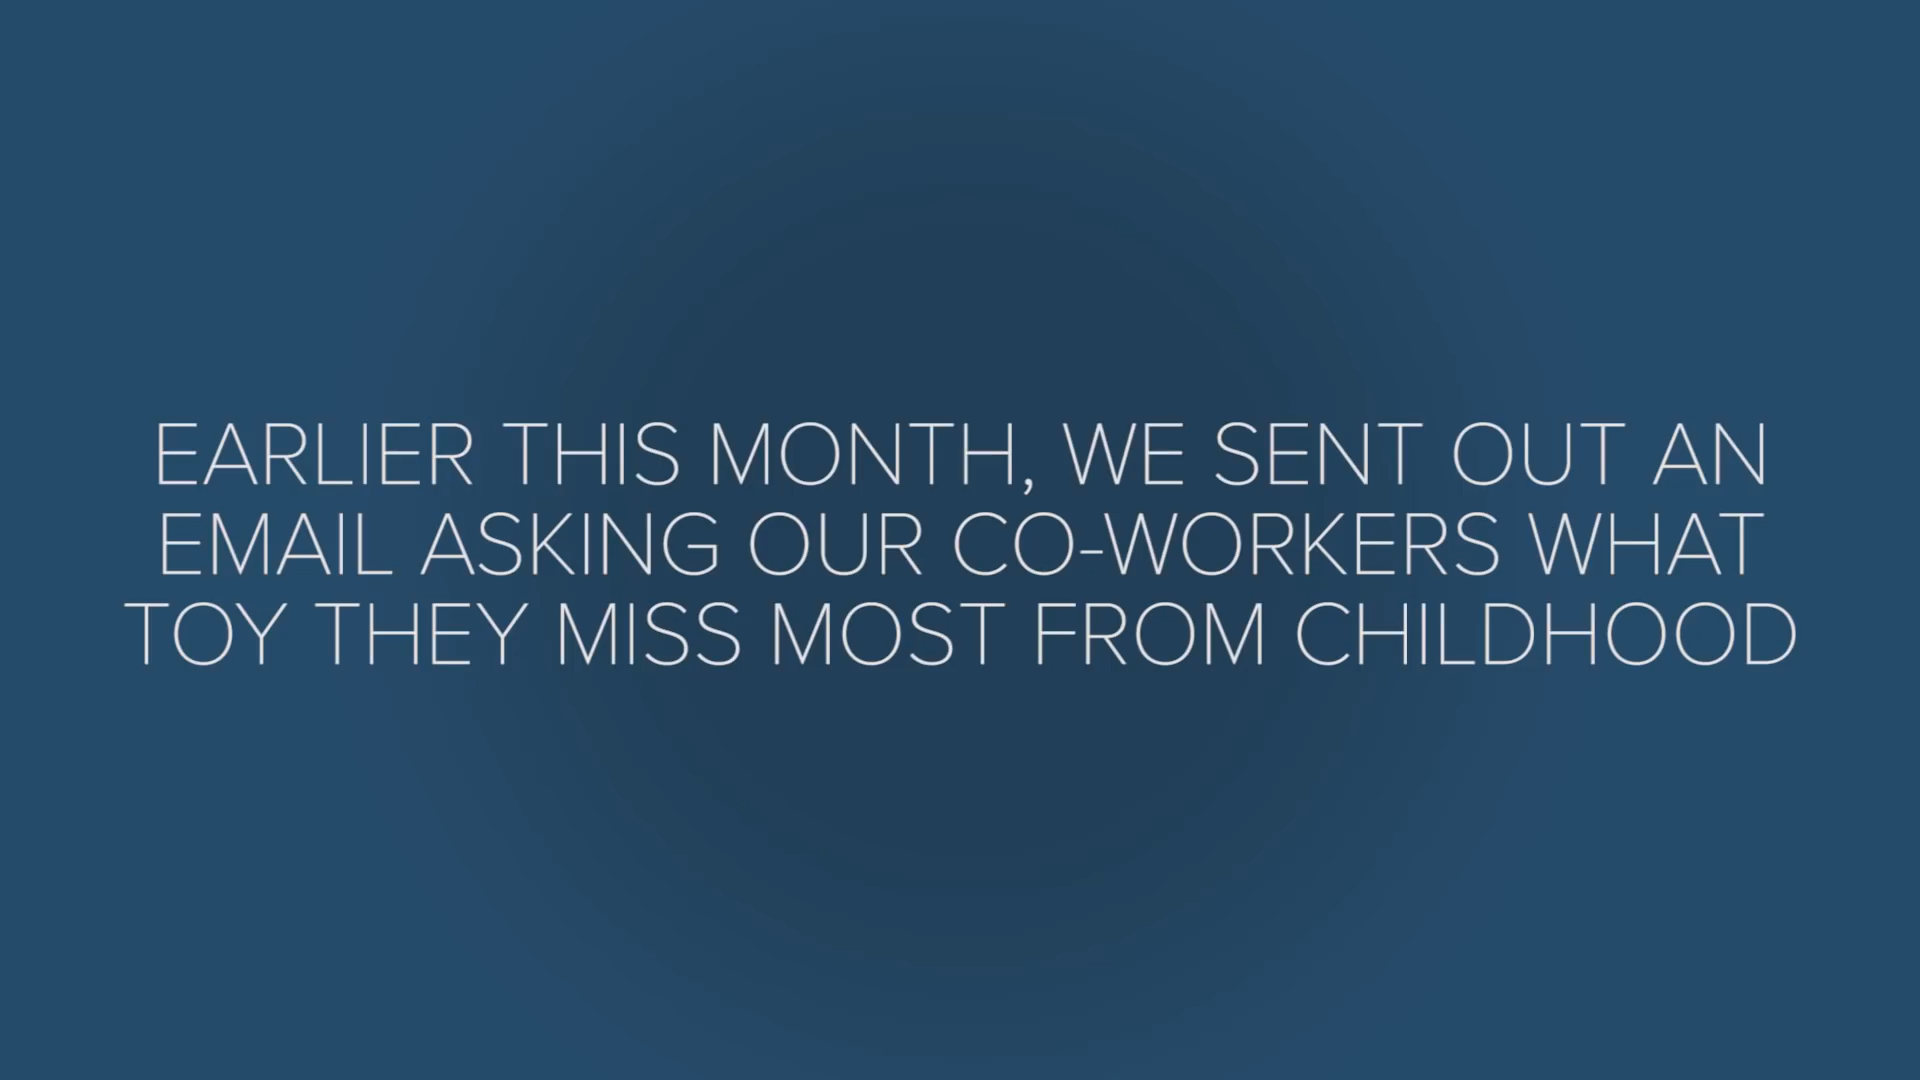 EARLIER THIS MONTH, WE SENT OUT AN
EMAIL ASKING OUR CO-WORKERS WHAT
TOY THEY MISS MOST FROM CHILDHOOD